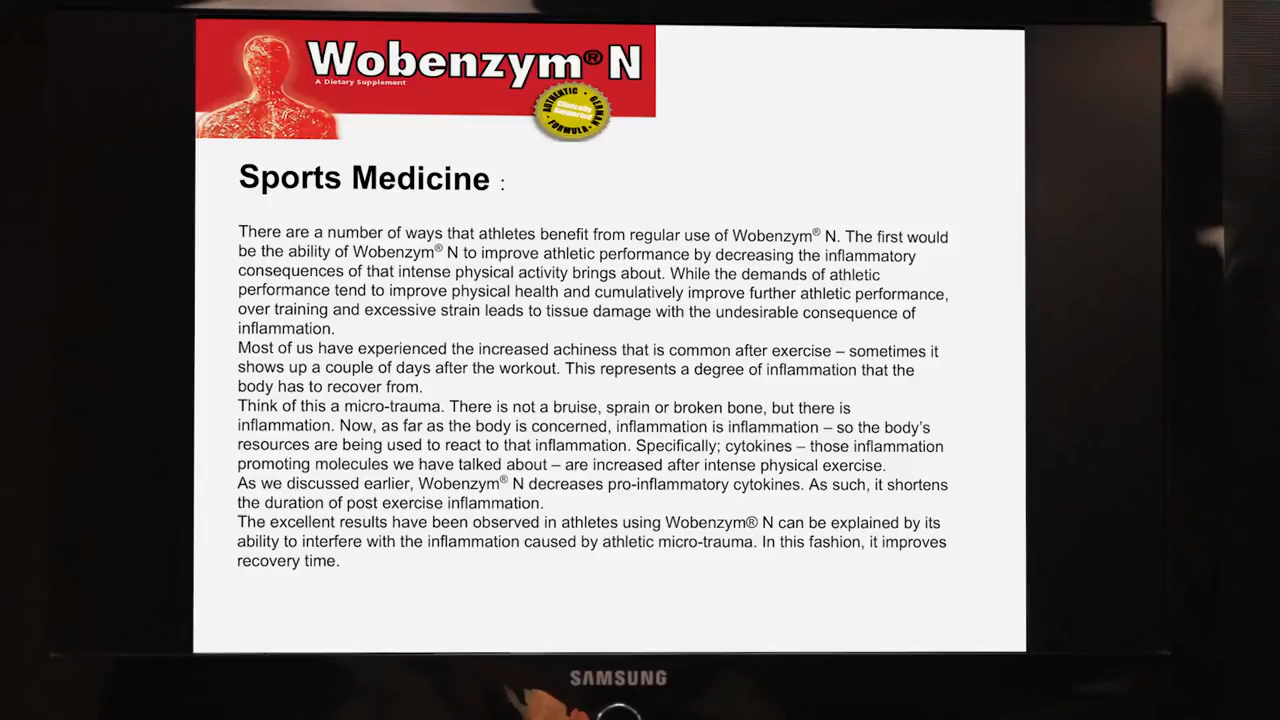 Wobenzym® N
A Dietary Supplement
AUTHENTIC • GERMAN • FORMULA •
Clinically
Sports Medicine :
There are a number of ways that athletes benefit from regular use of Wobenzym® N. The first would
be the ability of Wobenzym® N to improve athletic performance by decreasing the inflammatory
consequences of that intense physical activity brings about. While the demands of athletic
performance tend to improve physical health and cumulatively improve further athletic performance,
over training and excessive strain leads to tissue damage with the undesirable consequence of
inflammation.
Most of us have experienced the increased achiness that is common after exercise – sometimes it
shows up a couple of days after the workout. This represents a degree of inflammation that the
body has to recover from.
Think of this a micro-trauma. There is not a bruise, sprain or broken bone, but there is
inflammation. Now, as far as the body is concerned, inflammation is inflammation – so the body's
resources are being used to react to that inflammation. Specifically; cytokines – those inflammation
promoting molecules we have talked about – are increased after intense physical exercise.
As we discussed earlier, Wobenzym® N decreases pro-inflammatory cytokines. As such, it shortens
the duration of post exercise inflammation.
The excellent results have been observed in athletes using Wobenzym® N can be explained by its
ability to interfere with the inflammation caused by athletic micro-trauma. In this fashion, it improves
recovery time.
SAMSUNG